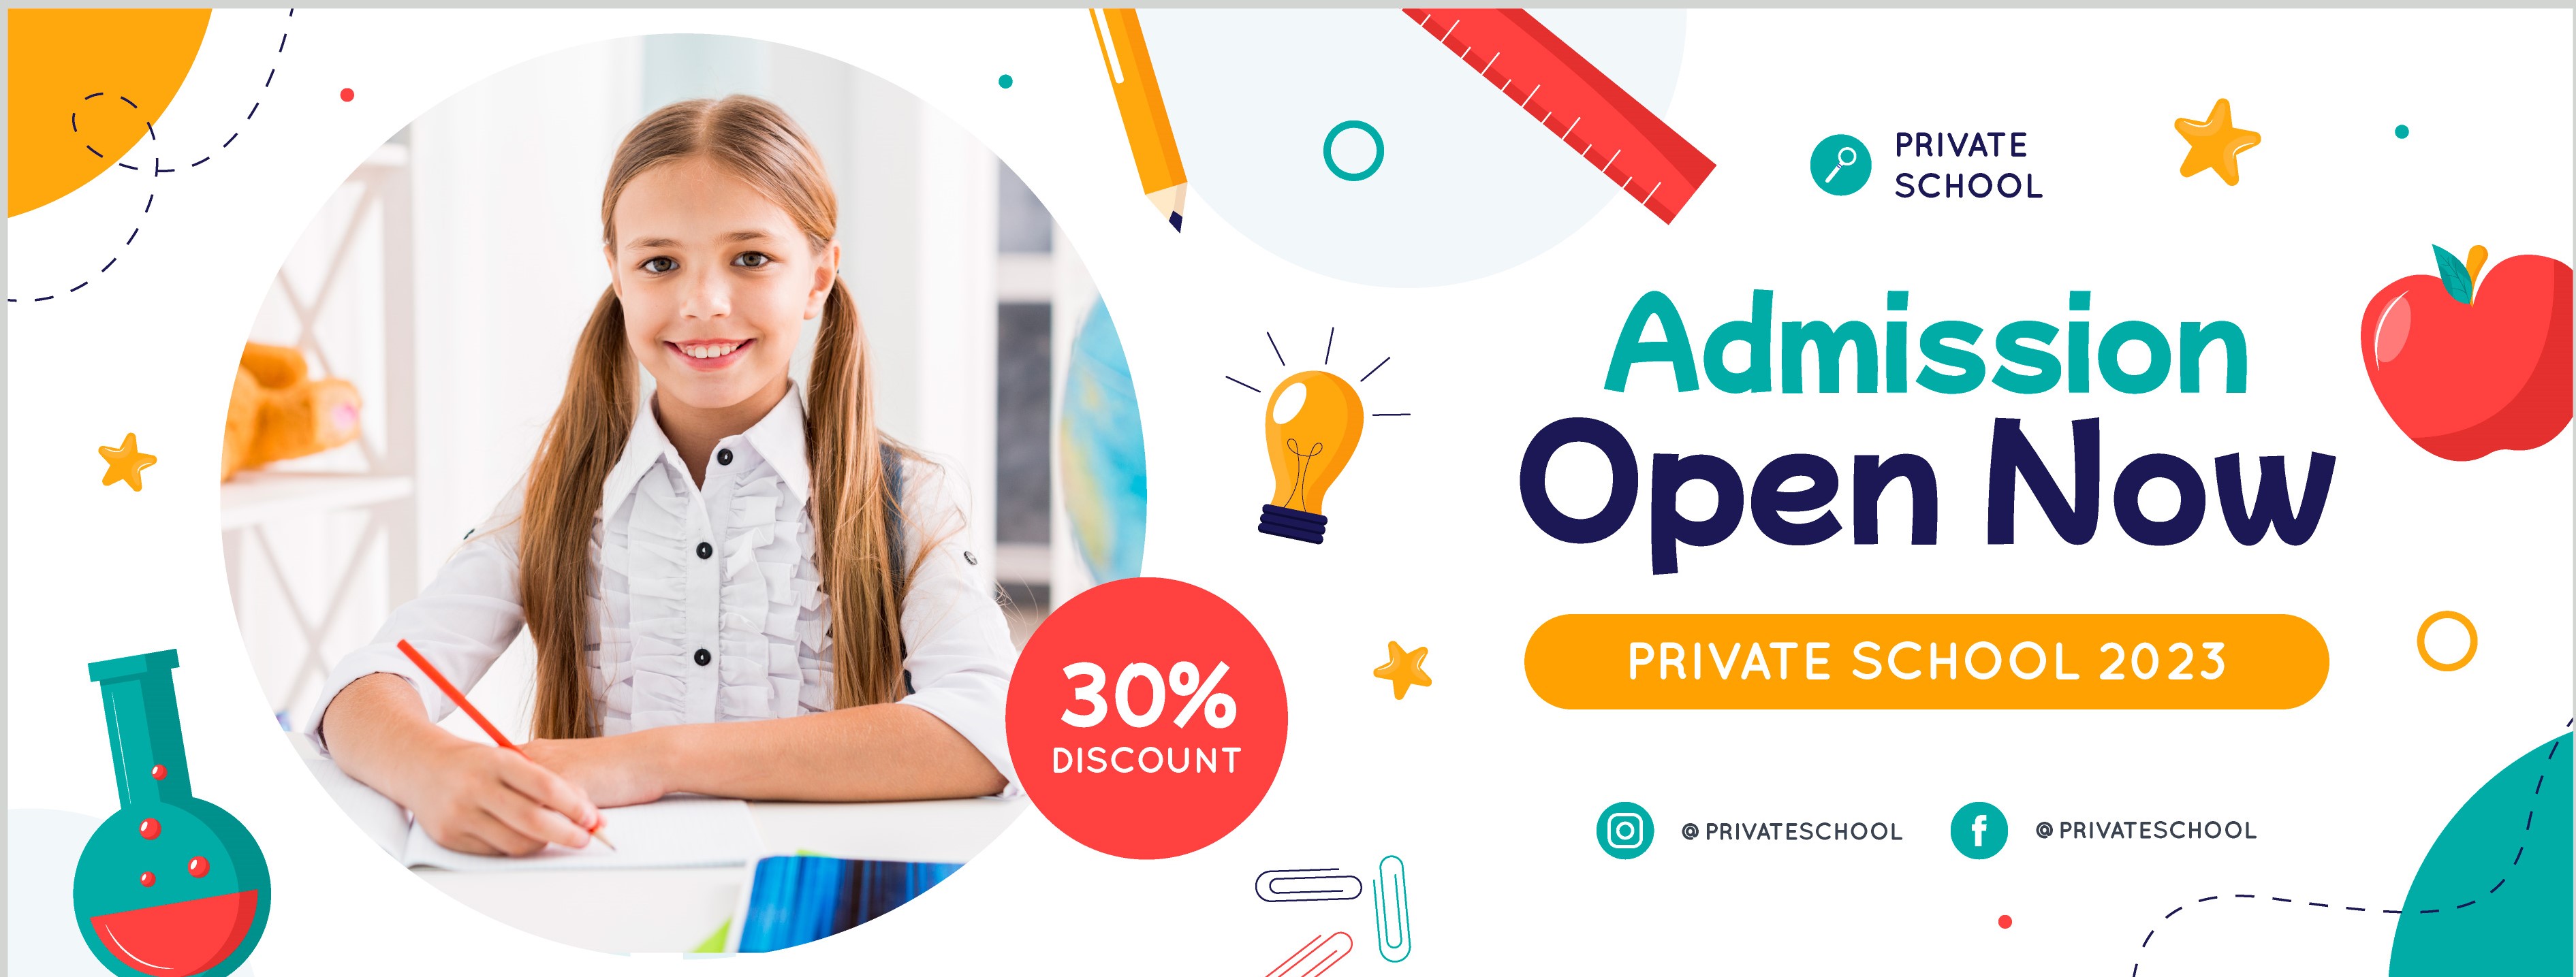 PRIVATE
SCHOOL
Admission
Open Now
PRIVATE SCHOOL 2023
30%
DISCOUNT
@PRIVATESCHOOL
@PRIVATESCHOOL